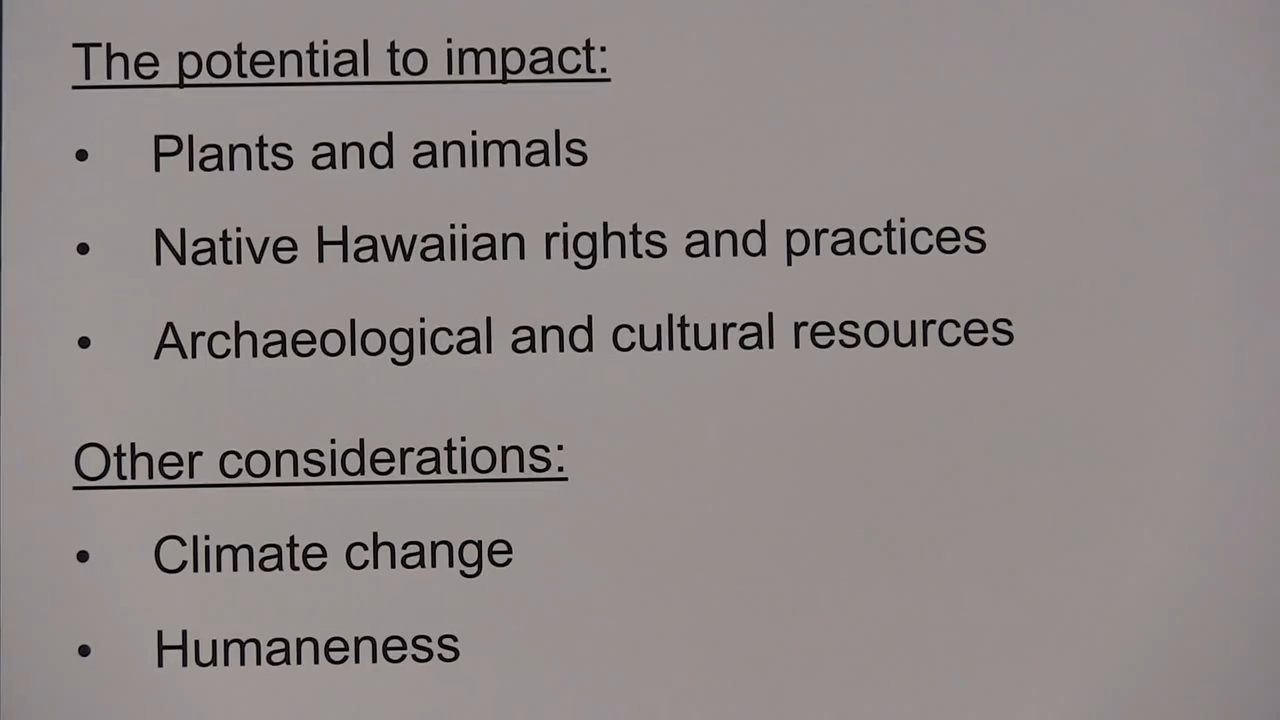 The potential to impact:
• Plants and animals
• Native Hawaiian rights and practices
• Archaeological and cultural resources
Other considerations:
• Climate change
• Humaneness